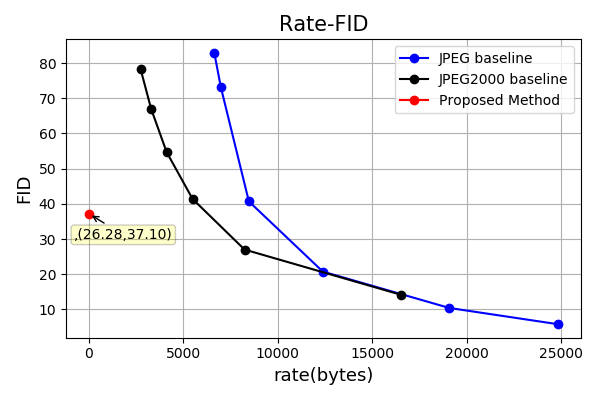 Rate-FID
JPEG baseline
JPEG2000 baseline
Proposed Method
80
70
60
50
40
30
20
10
FID
,(26.28,37.10)
0 5000 10000 15000 20000 25000
rate(bytes)